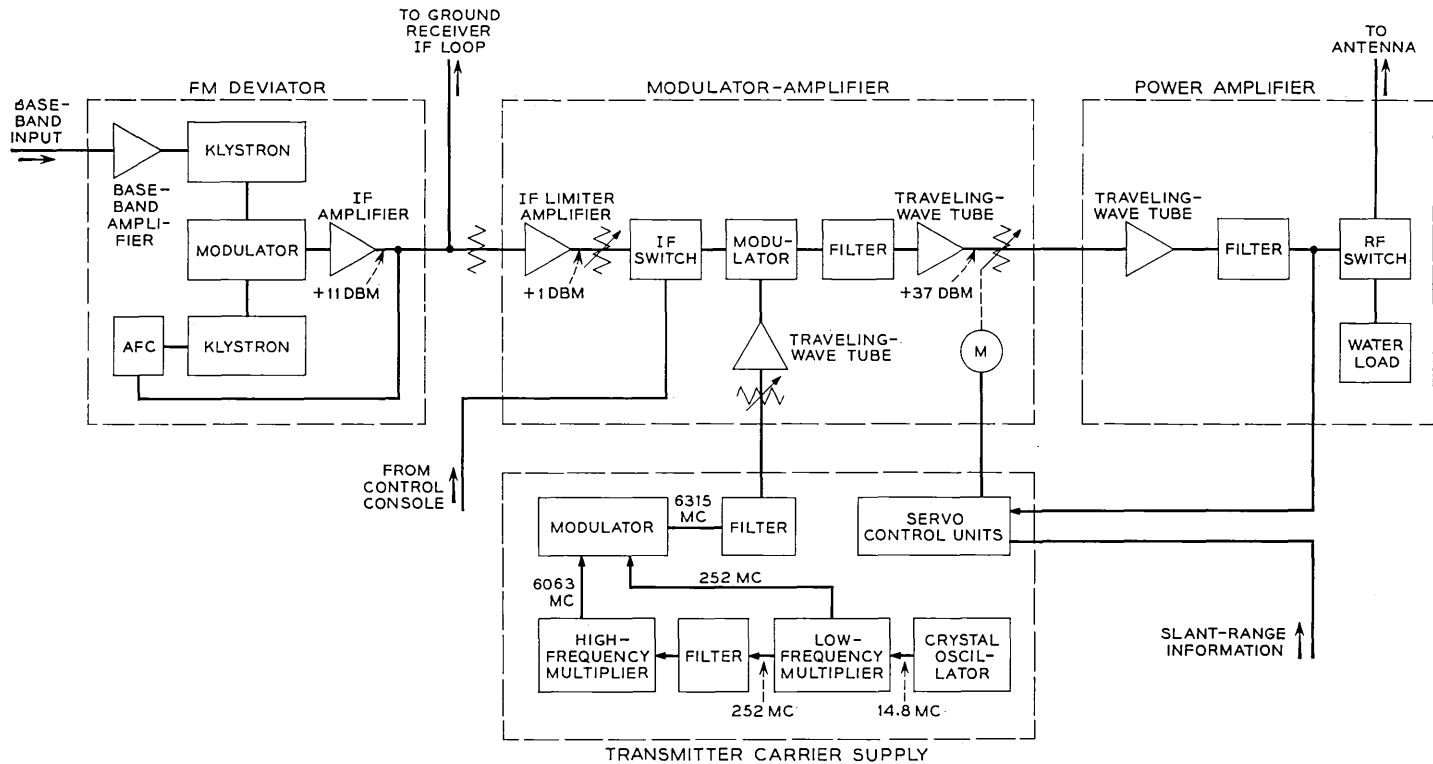 TO GROUND
RECEIVER
IF LOOP
TO
ANTENNA
FM DEVIATOR
MODULATOR-AMPLIFIER
POWER AMPLIFIER
BASE-
BAND
INPUT
KLYSTRON
BASE-
BAND
AMPLI-
FIER
IF
AMPLIFIER
MODULATOR
+11 DBM
AFC
KLYSTRON
IF LIMITER
AMPLIFIER
+1 DBM
IF
SWITCH
MODU-
LATOR
FILTER
TRAVELING-
WAVE TUBE
+37 DBM
TRAVELING-
WAVE TUBE
M
TRAVELING-
WAVE TUBE
FILTER
RF
SWITCH
WATER
LOAD
FROM
CONTROL
CONSOLE
MODULATOR
6315
MC
FILTER
SERVO
CONTROL UNITS
6063
MC
252 MC
HIGH-
FREQUENCY
MULTIPLIER
FILTER
LOW-
FREQUENCY
MULTIPLIER
CRYSTAL
OSCIL-
LATOR
252 MC
14.8 MC
SLANT-RANGE
INFORMATION
TRANSMITTER CARRIER SUPPLY